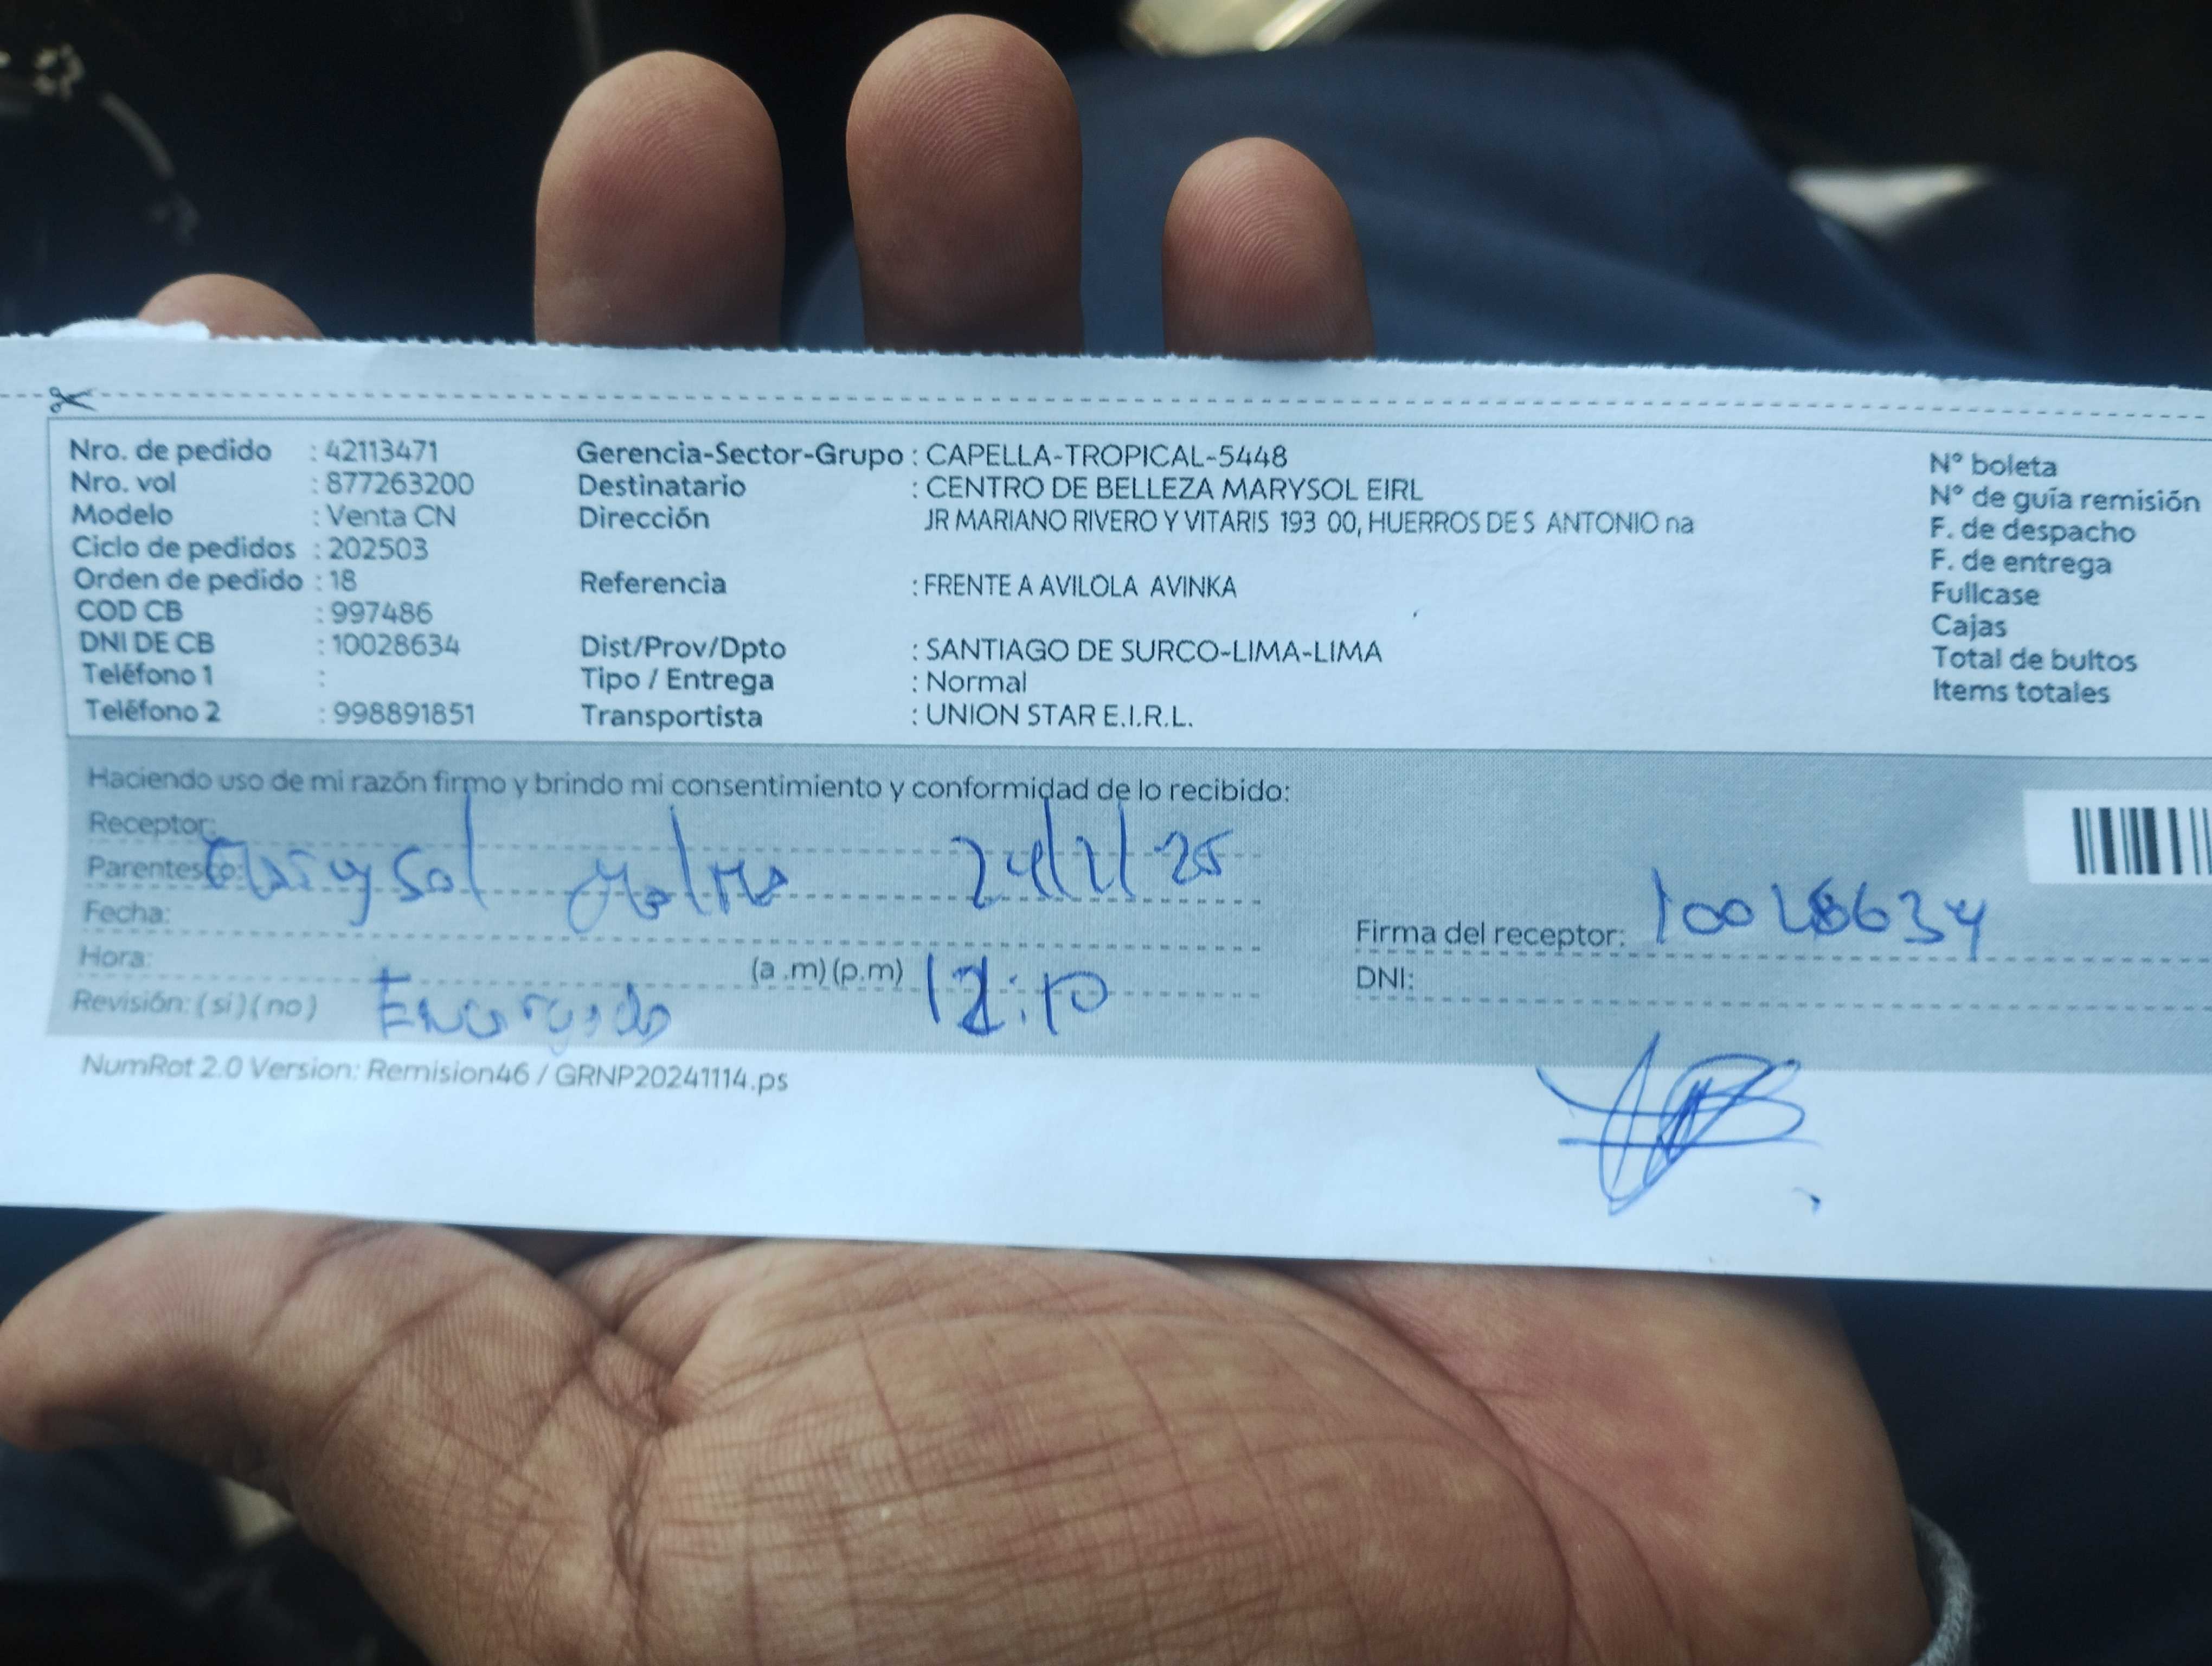 Nro. de pedido : 42113471 Gerencia-Sector-Grupo : CAPELLA-TROPICAL-5448 N° boleta
Nro. vol : 877263200 Destinatario : CENTRO DE BELLEZA MARYSOL EIRL N° de guía remisión
Modelo : Venta CN Dirección JR MARIANO RIVERO Y VITARIS 193 00, HUERROS DE S ANTONIO na F. de despacho
Ciclo de pedidos : 202503 F. de entrega
Orden de pedido : 18 Referencia : FRENTE A AVILOLA AVINKA Fullcase
COD CB : 997486 Cajas
DNI DE CB : 10028634 Dist/Prov/Dpto : SANTIAGO DE SURCO-LIMA-LIMA Total de bultos
Teléfono 1 : Tipo / Entrega : Normal Items totales
Teléfono 2 : 998891851 Transportista : UNION STAR E.I.R.L.
Haciendo uso de mi razón firmo y brindo mi consentimiento y conformidad de lo recibido:
Receptor:
Parentesco: Marysol
Fecha: Firma del receptor: 10028634
Hora: (a .m) (p.m) 12:10 DNI:
Revisión: ( si ) ( no ) Encargado
NumRot 2.0 Version: Remision46 / GRNP20241114.ps